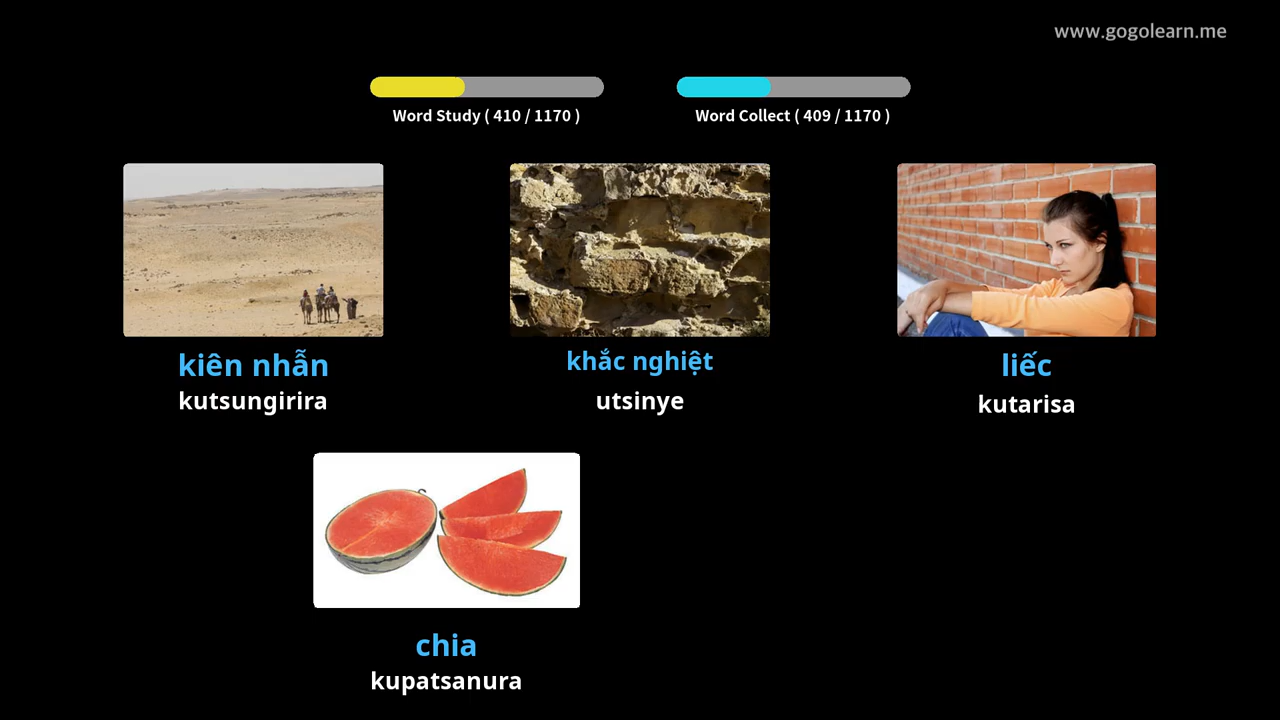 www.gogolearn.me
Word Study ( 410 / 1170 )
Word Collect ( 409 / 1170 )
kiên nhẫn
kutsungirira
khắc nghiệt
utsinye
liếc
kutarisa
chia
kupatsanura